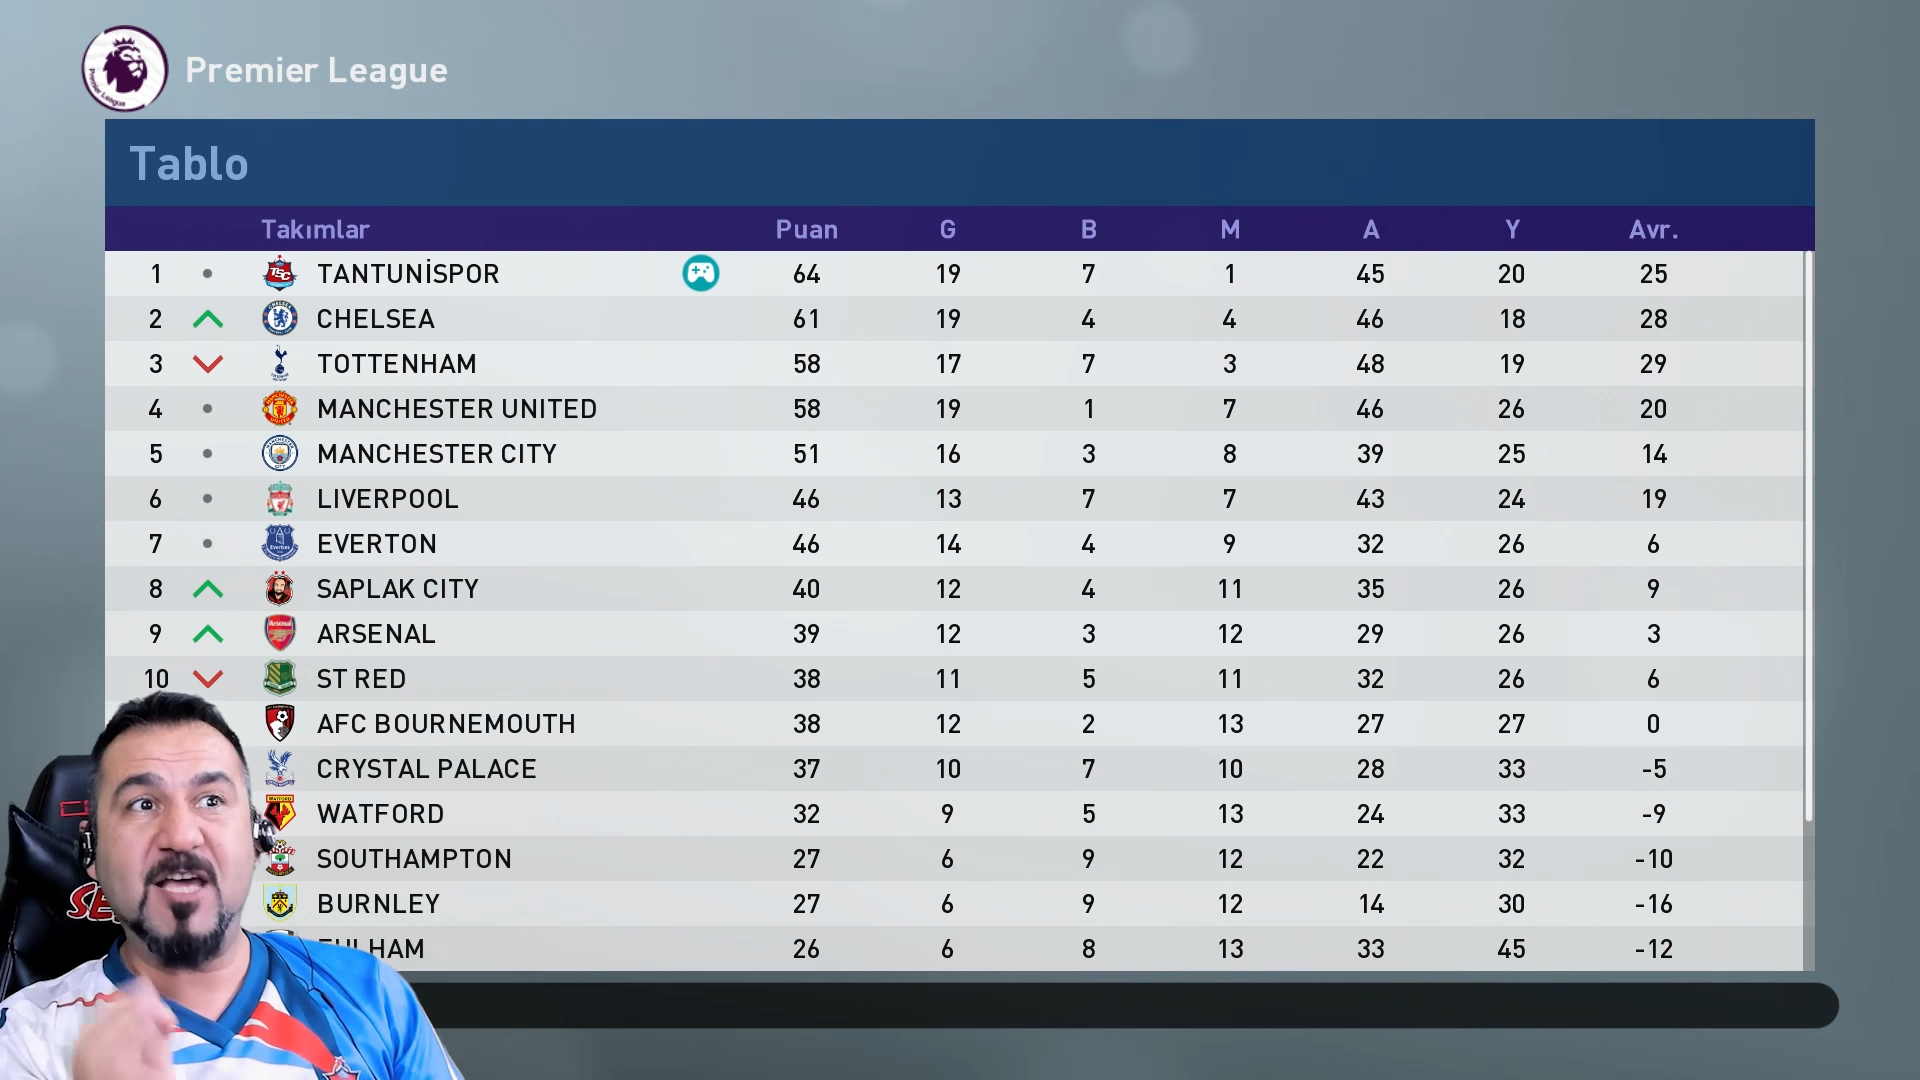 Premier League
Tablo
Takımlar Puan G B M A Y Avr.
1 TANTUNİSPOR 64 19 7 1 45 20 25
2 CHELSEA 61 19 4 4 46 18 28
3 TOTTENHAM 58 17 7 3 48 19 29
4 MANCHESTER UNITED 58 19 1 7 46 26 20
5 MANCHESTER CITY 51 16 3 8 39 25 14
6 LIVERPOOL 46 13 7 7 43 24 19
7 EVERTON 46 14 4 9 32 26 6
8 SAPLAK CITY 40 12 4 11 35 26 9
9 ARSENAL 39 12 3 12 29 26 3
10 ST RED 38 11 5 11 32 26 6
AFC BOURNEMOUTH 38 12 2 13 27 27 0
CRYSTAL PALACE 37 10 7 10 28 33 -5
WATFORD 32 9 5 13 24 33 -9
SOUTHAMPTON 27 6 9 12 22 32 -10
BURNLEY 27 6 9 12 14 30 -16
FULHAM 26 6 8 13 33 45 -12